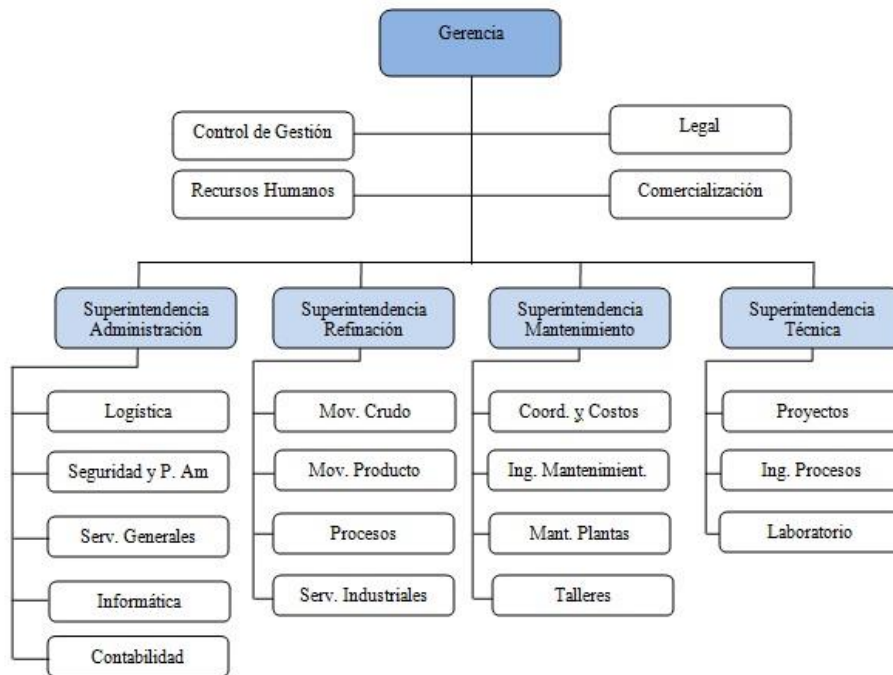 Gerencia
Control de Gestión
Legal
Recursos Humanos
Comercialización
Superintendencia
Administración
Superintendencia
Refinación
Superintendencia
Mantenimiento
Superintendencia
Técnica
Logística
Seguridad y P. Am
Serv. Generales
Informática
Contabilidad
Mov. Crudo
Mov. Producto
Procesos
Serv. Industriales
Coord. y Costos
Ing. Mantenimient.
Mant. Plantas
Talleres
Proyectos
Ing. Procesos
Laboratorio